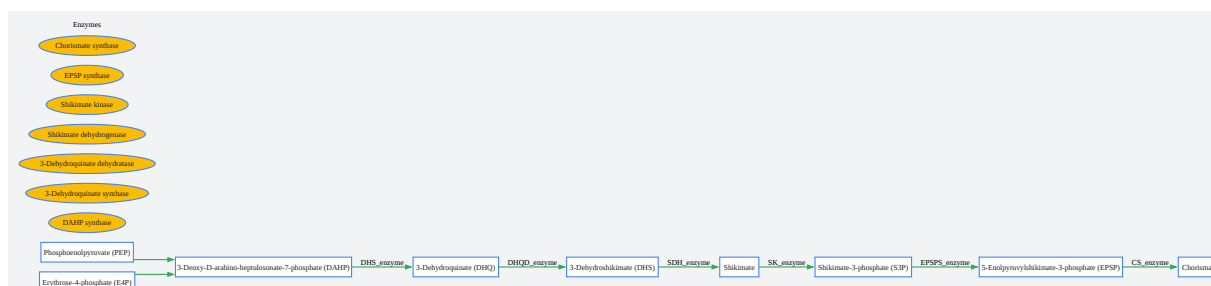 Enzymes
Chorismate synthase
EPSP synthase
Shikimate kinase
Shikimate dehydrogenase
3-Dehydroquinate dehydratase
3-Dehydroquinate synthase
DAHP synthase
Phosphoenolpyruvate (PEP)
Erythrose-4-phosphate (E4P)
3-Deoxy-D-arabino-heptulosonate-7-phosphate (DAHP)
DHS_enzyme
3-Dehydroquinate (DHQ)
DHQD_enzyme
3-Dehydroshikimate (DHS)
SDH_enzyme
Shikimate
SK_enzyme
Shikimate-3-phosphate (S3P)
EPSPS_enzyme
5-Enolpyruvylshikimate-3-phosphate (EPSP)
CS_enzyme
Chorisma